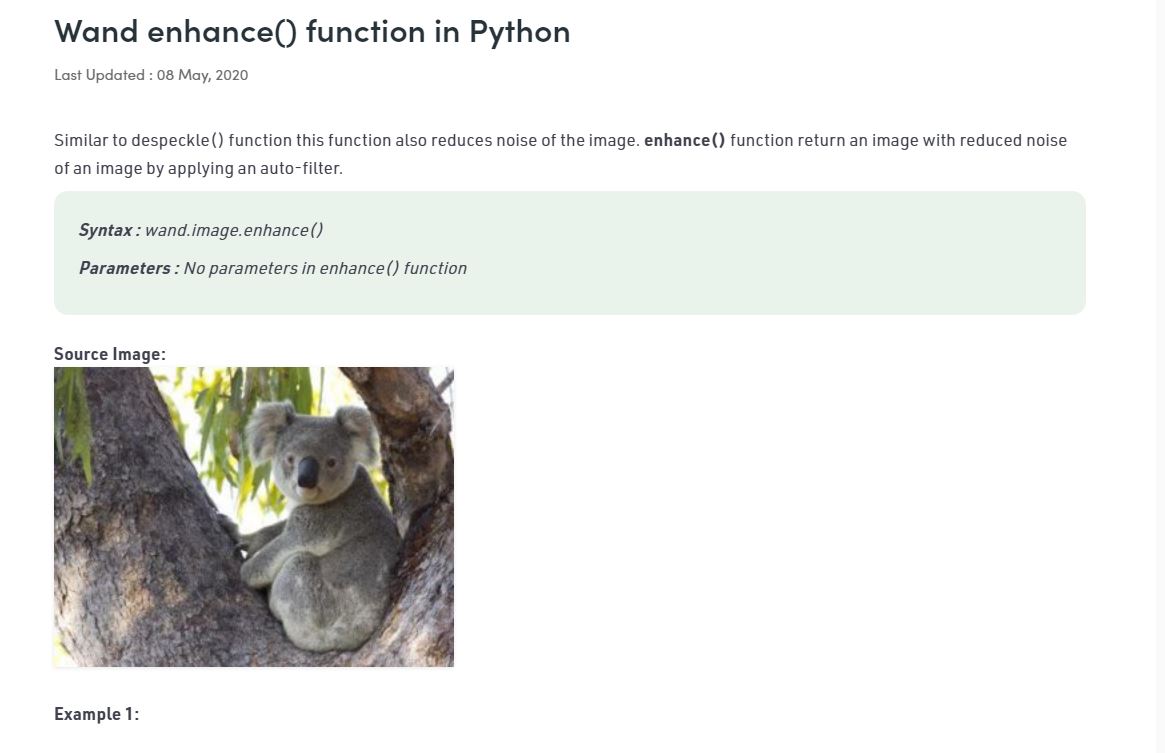 Wand enhance() function in Python
Last Updated : 08 May, 2020
Similar to despeckle() function this function also reduces noise of the image. enhance() function return an image with reduced noise
of an image by applying an auto-filter.
Syntax : wand.image.enhance()
Parameters : No parameters in enhance() function
Source Image:
Example 1: